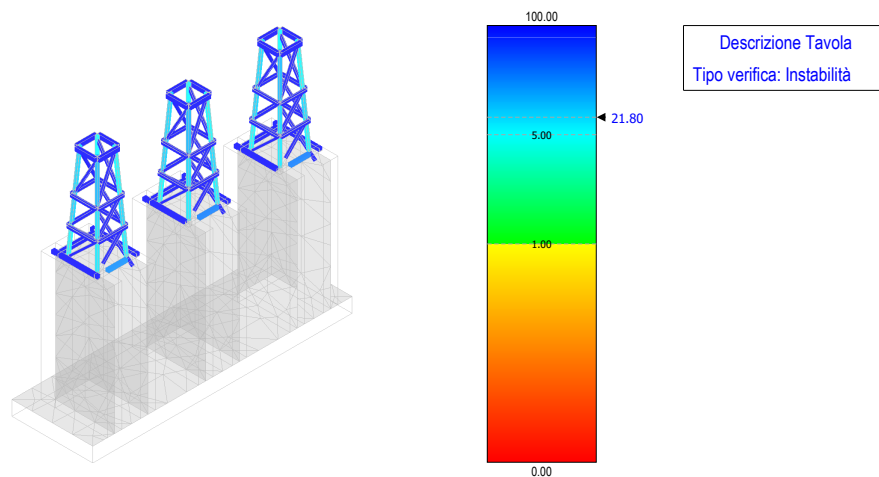 100.00
21.80
5.00
1.00
0.00
Descrizione Tavola
Tipo verifica: Instabilità